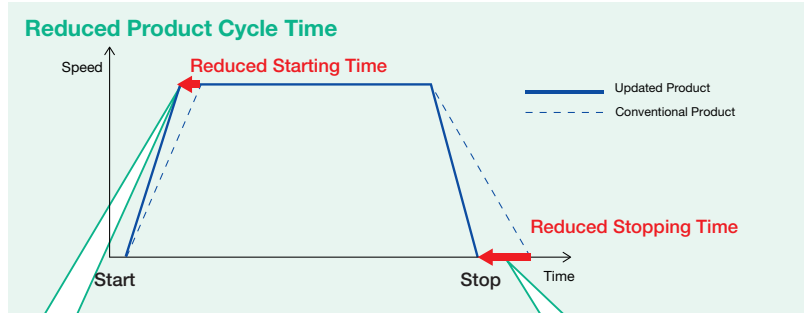 Reduced Product Cycle Time
Speed
Reduced Starting Time
Updated Product
Conventional Product
Reduced Stopping Time
Start
Stop
Time